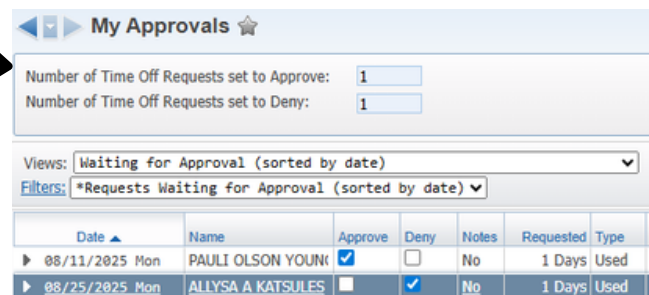 My Approvals
Number of Time Off Requests set to Approve: 1
Number of Time Off Requests set to Deny: 1
Views: Waiting for Approval (sorted by date)
Filters: *Requests Waiting for Approval (sorted by date)
Date Name Approve Deny Notes Requested Type
08/11/2025 Mon PAULI OLSON YOUN No 1 Days Used
08/25/2025 Mon ALLYSA A KATSULES No 1 Days Used